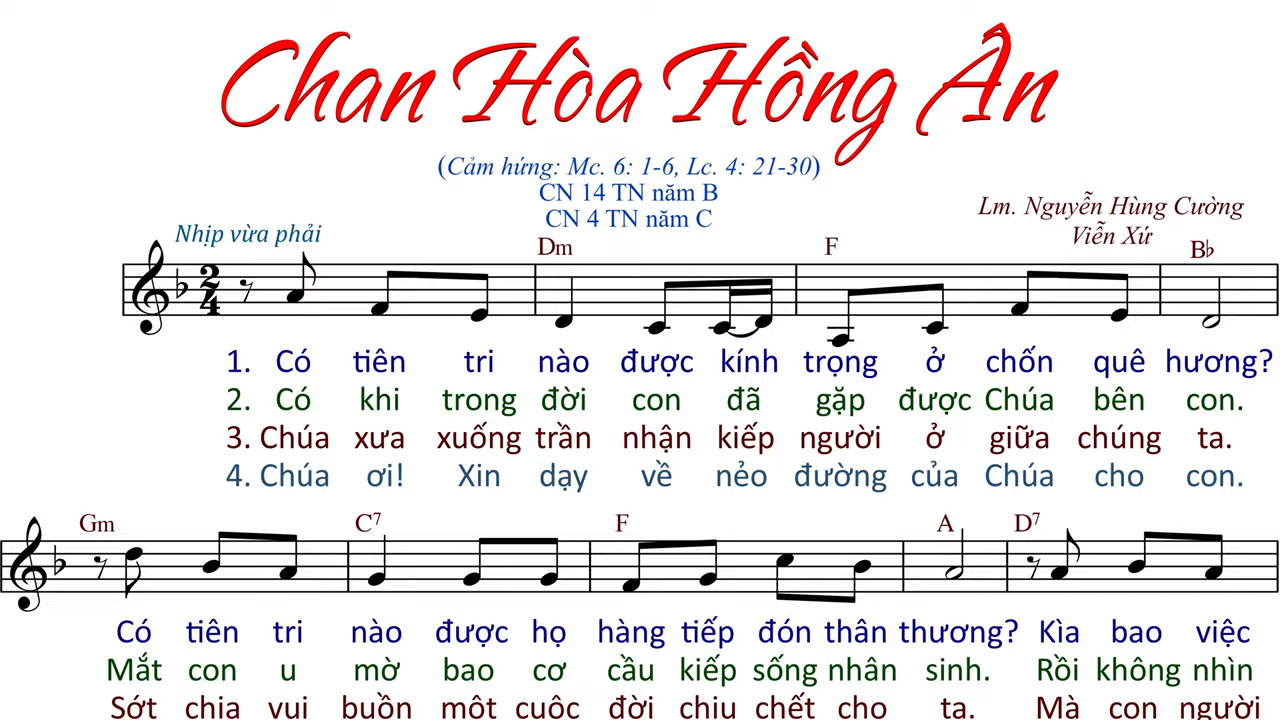 Chan Hòa Hồng Ân
(Cảm hứng: Mc. 6: 1-6, Lc. 4: 21-30)
CN 14 TN năm B
CN 4 TN năm C
Lm. Nguyễn Hùng Cường
Viễn Xứ
Nhịp vừa phải
Dm F B♭
2
4
1. Có tiên tri nào được kính trọng ở chốn quê hương?
2. Có khi trong đời con đã gặp được Chúa bên con.
3. Chúa xưa xuống trần nhận kiếp người ở giữa chúng ta.
4. Chúa ơi! Xin dạy về nẻo đường của Chúa cho con.
Gm C7 F A D7
Có tiên tri nào được họ hàng tiếp đón thân thương? Kìa bao việc
Mắt con u mờ bao cơ cầu kiếp sống nhân sinh. Rồi không nhìn
Sớt chia vui buồn một cuộc đời chịu chết cho ta. Mà con người